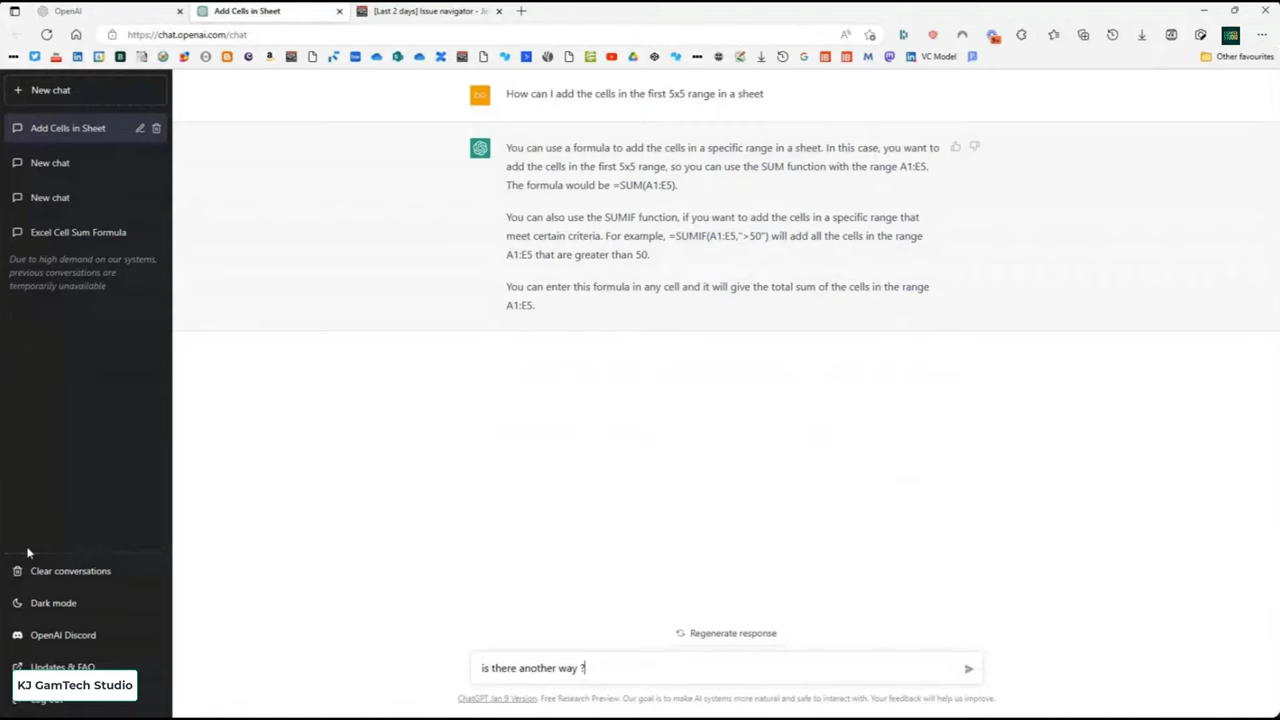 OpenAI
Add Cells in Sheet
[Last 2 days] Issue navigator - Ji
https://chat.openai.com/chat
VC Model
Other favourites
New chat
Add Cells in Sheet
New chat
New chat
Excel Cell Sum Formula
Due to high demand on our systems,
previous conversations are
temporarily unavailable
How can I add the cells in the first 5x5 range in a sheet
You can use a formula to add the cells in a specific range in a sheet. In this case, you want to
add the cells in the first 5x5 range, so you can use the SUM function with the range A1:E5.
The formula would be =SUM(A1:E5).
You can also use the SUMIF function, if you want to add the cells in a specific range that
meet certain criteria. For example, =SUMIF(A1:E5,">50") will add all the cells in the range
A1:E5 that are greater than 50.
You can enter this formula in any cell and it will give the total sum of the cells in the range
A1:E5.
Clear conversations
Dark mode
OpenAI Discord
Updates & FAQ
KJ GamTech Studio
Log out
Regenerate response
is there another way ?
ChatGPT Jan 9 Version. Free Research Preview. Our goal is to make AI systems more natural and safe to interact with. Your feedback will help us improve.